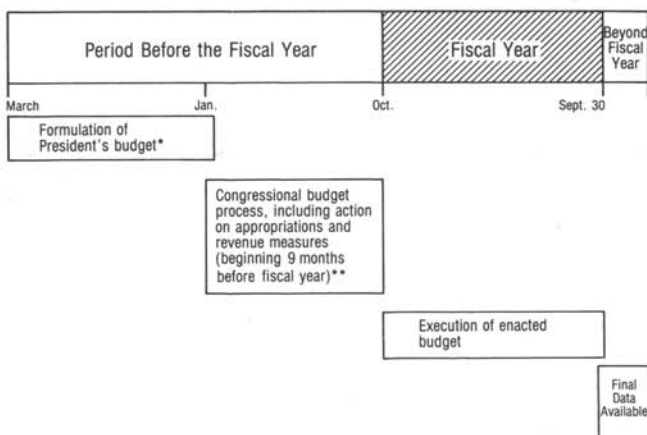 Period Before the Fiscal Year
Fiscal Year
Beyond
Fiscal
Year
March
Jan.
Oct.
Sept. 30
Formulation of
President's budget*
Congressional budget
process, including action
on appropriations and
revenue measures
(beginning 9 months
before fiscal year)**
Execution of enacted
budget
Final
Data
Available